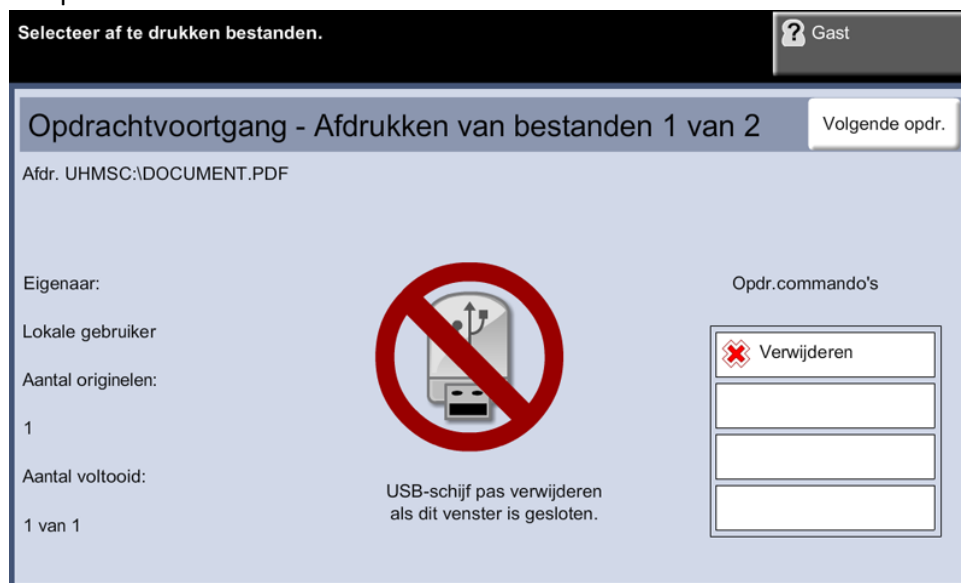 Selecteer af te drukken bestanden.
Gast
Opdrachtvoortgang - Afdrukken van bestanden 1 van 2
Volgende opdr.
Afdr. UHMSC:\DOCUMENT.PDF
Eigenaar:
Lokale gebruiker
Aantal originelen:
1
Aantal voltooid:
1 van 1
USB-schijf pas verwijderen
als dit venster is gesloten.
Opdr.commando's
Verwijderen